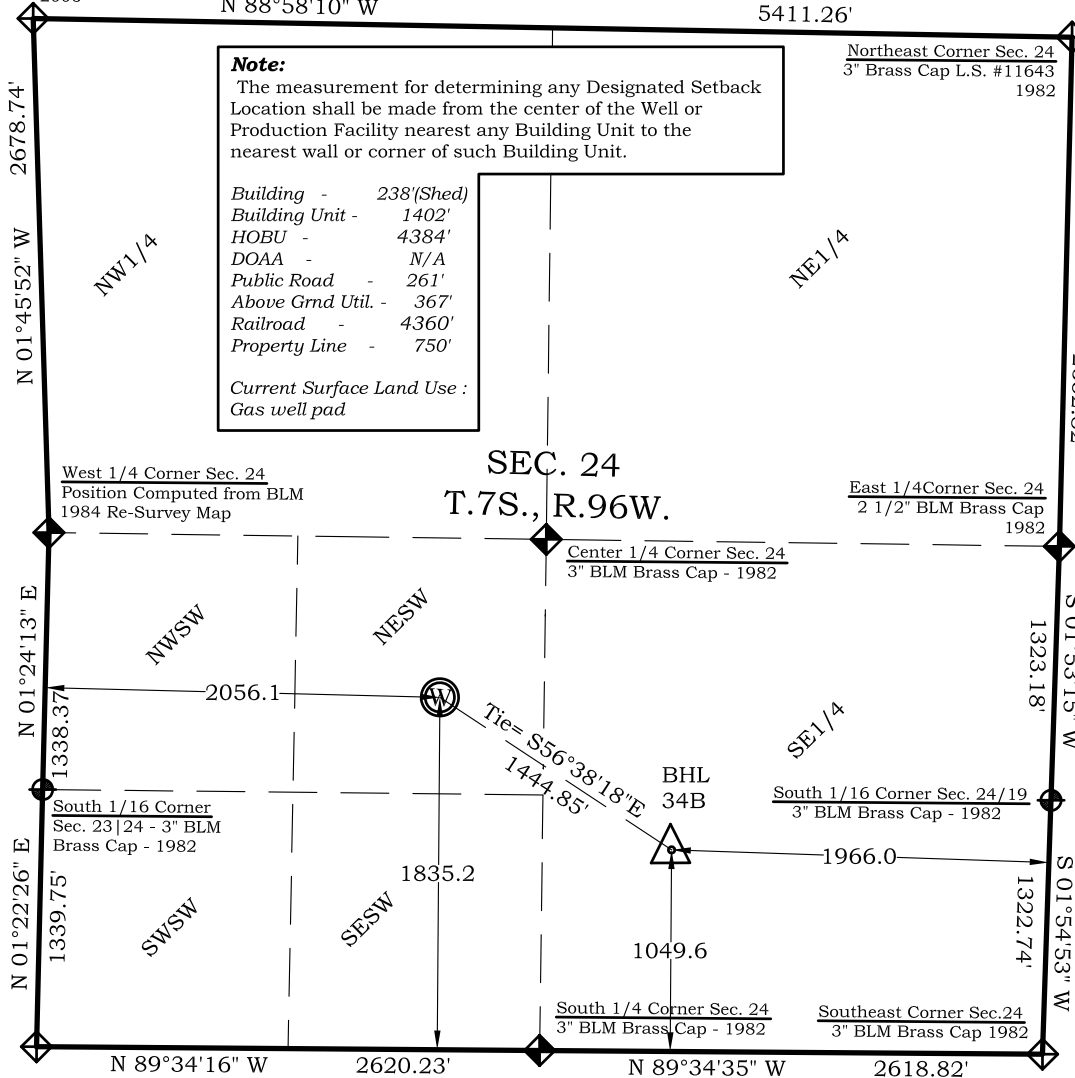 N 88°58'10" W
5411.26'
Northeast Corner Sec. 24
3" Brass Cap L.S. #11643
1982
Note:
The measurement for determining any Designated Setback
Location shall be made from the center of the Well or
Production Facility nearest any Building Unit to the
nearest wall or corner of such Building Unit.
Building - 238'(Shed)
Building Unit - 1402'
HOBU - 4384'
DOAA - N/A
Public Road - 261'
Above Grnd Util. - 367'
Railroad - 4360'
Property Line - 750'
Current Surface Land Use :
Gas well pad
2678.74'
N 01°45'52" W
NW1/4
NE1/4
SEC. 24
T.7S., R.96W.
West 1/4 Corner Sec. 24
Position Computed from BLM
1984 Re-Survey Map
East 1/4Corner Sec. 24
2 1/2" BLM Brass Cap
1982
Center 1/4 Corner Sec. 24
3" BLM Brass Cap - 1982
N 01°24'13" E
1338.37'
NWSW
NESW
1323.18'
S 01°53'15" W
2056.1
W
Tie= S56°38'18"E
1444.85'
SE1/4
BHL
34B
South 1/16 Corner
Sec. 23|24 - 3" BLM
Brass Cap - 1982
South 1/16 Corner Sec. 24/19
3" BLM Brass Cap - 1982
N 01°22'26" E
1339.75'
SWSW
SESW
1835.2
1966.0
1049.6
1322.74'
S 01°54'53" W
South 1/4 Corner Sec. 24
3" BLM Brass Cap - 1982
Southeast Corner Sec.24
3" BLM Brass Cap 1982
N 89°34'16" W
2620.23'
N 89°34'35" W
2618.82'